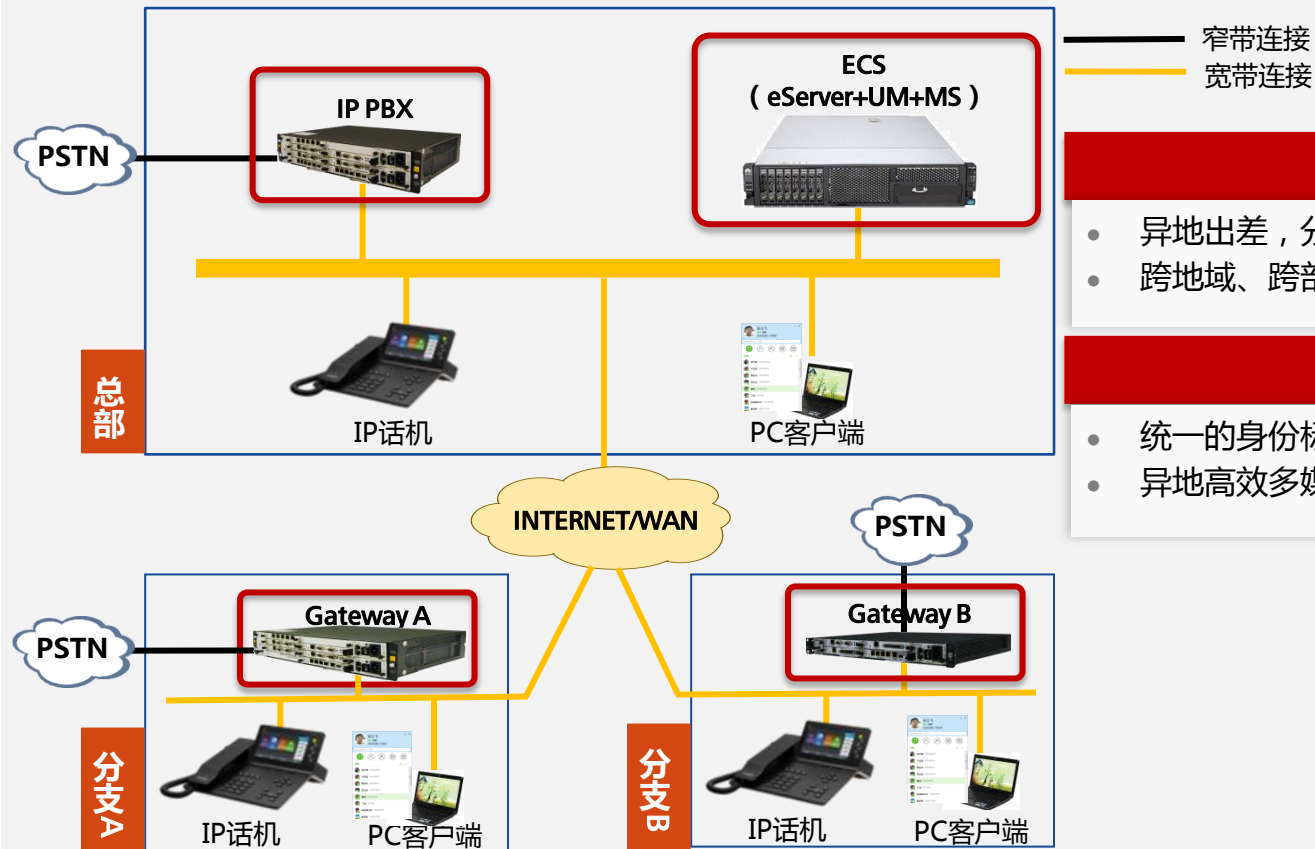 窄带连接
宽带连接
ECS
（eServer+UM+MS）
IP PBX
PSTN
异地出差，
跨地域、跨部
总部
IP话机
PC客户端
统一的身份标
异地高效多媒
INTERNET/WAN
PSTN
Gateway A
Gateway B
PSTN
分支A
IP话机
PC客户端
分支B
IP话机
PC客户端